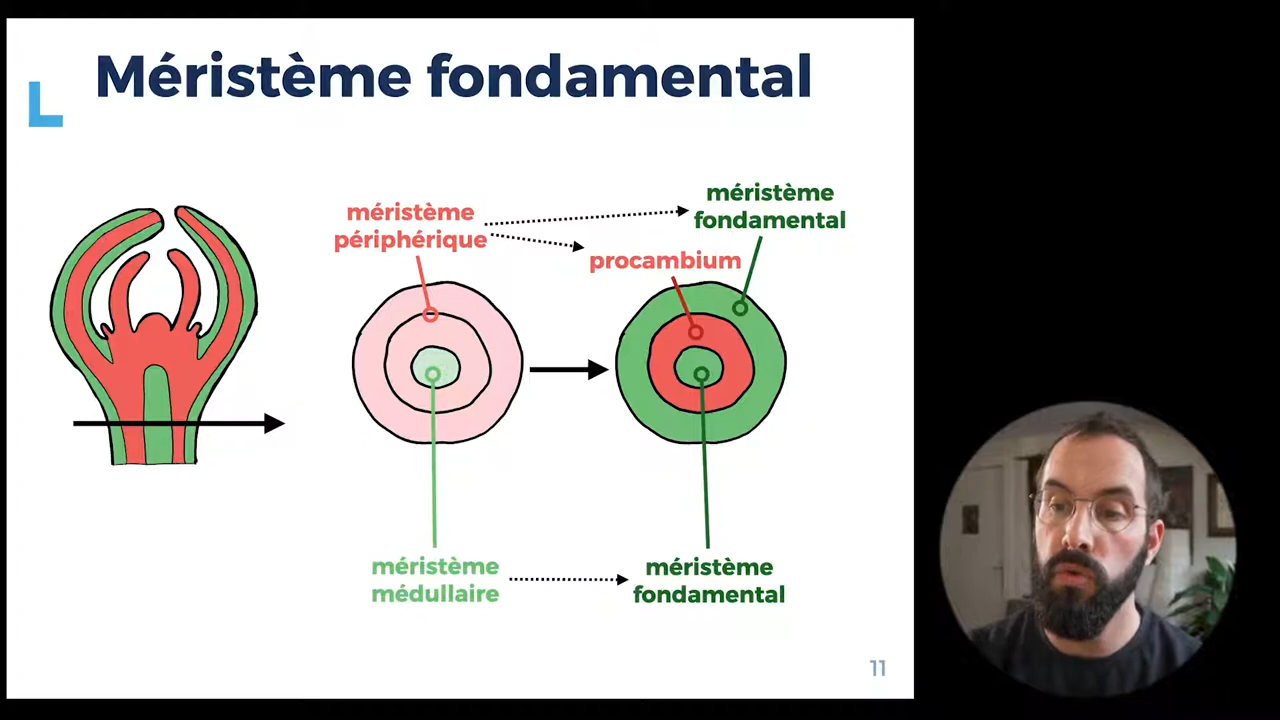 Méristème fondamental
méristème
périphérique
méristème
fondamental
procambium
méristème
médullaire
méristème
fondamental
11